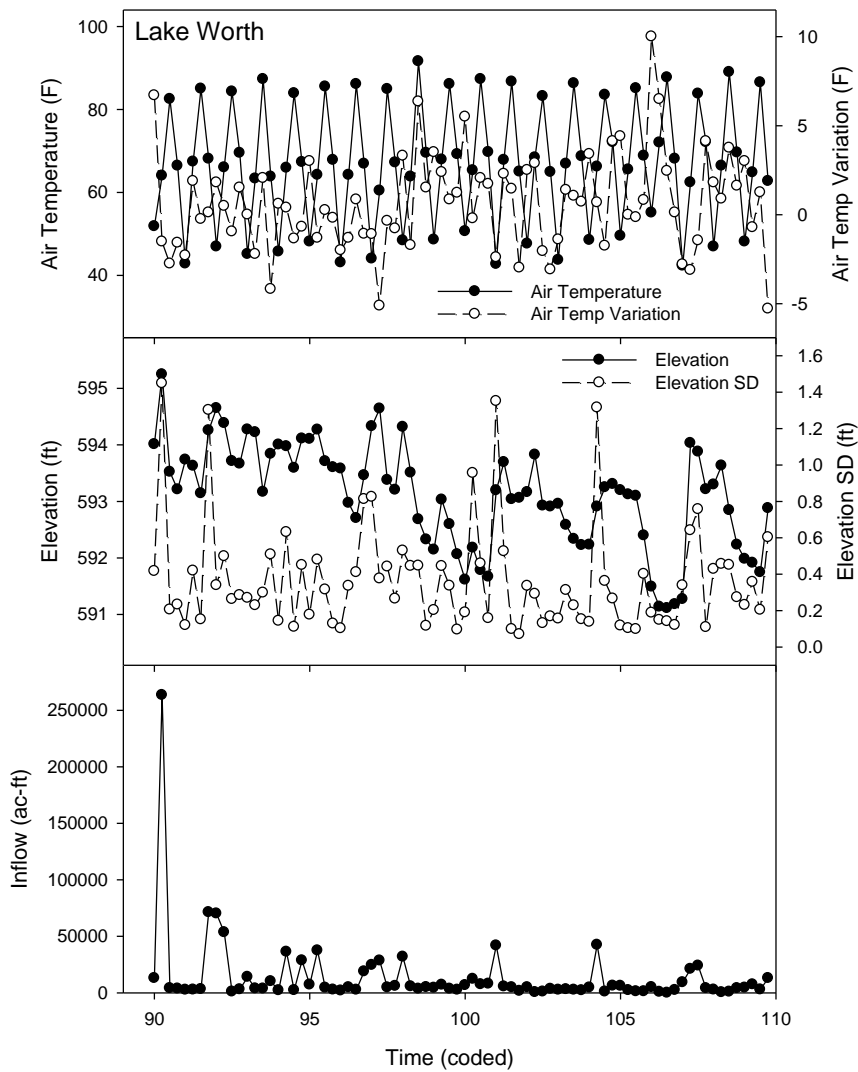 Lake Worth
100
80
60
40
Air Temperature (F)
10
5
0
-5
Air Temp Variation (F)
Air Temperature
Air Temp Variation
595
594
593
592
591
Elevation (ft)
1.6
1.4
1.2
1.0
0.8
0.6
0.4
0.2
0.0
Elevation SD (ft)
Elevation
Elevation SD
250000
200000
150000
100000
50000
0
Inflow (ac-ft)
90 95 100 105 110
Time (coded)